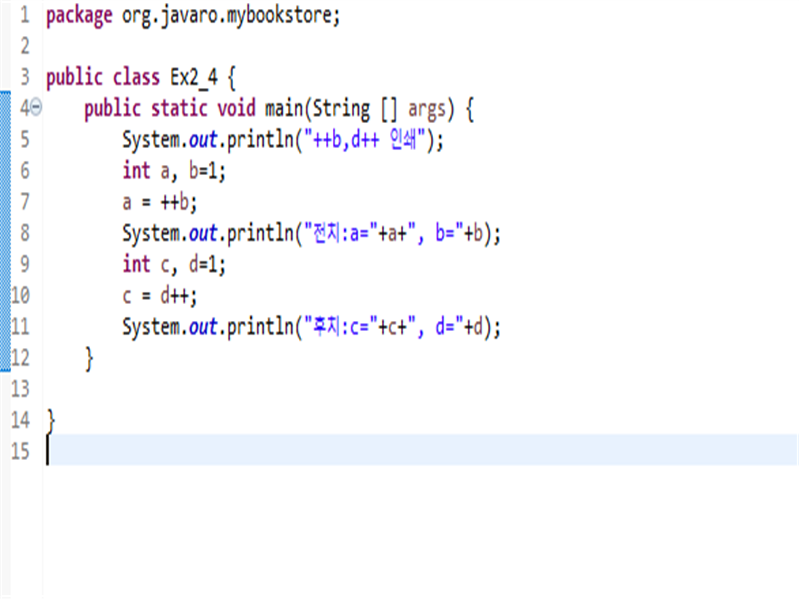 1 package org.javaro.mybookstore;
2
3 public class Ex2_4 {
4 public static void main(String [] args) {
5 System.out.println("++b,d++ 인쇄");
6 int a, b=1;
7 a = ++b;
8 System.out.println("전치:a="+a+", b="+b);
9 int c, d=1;
10 c = d++;
11 System.out.println("후치:c="+c+", d="+d);
12 }
13
14 }
15